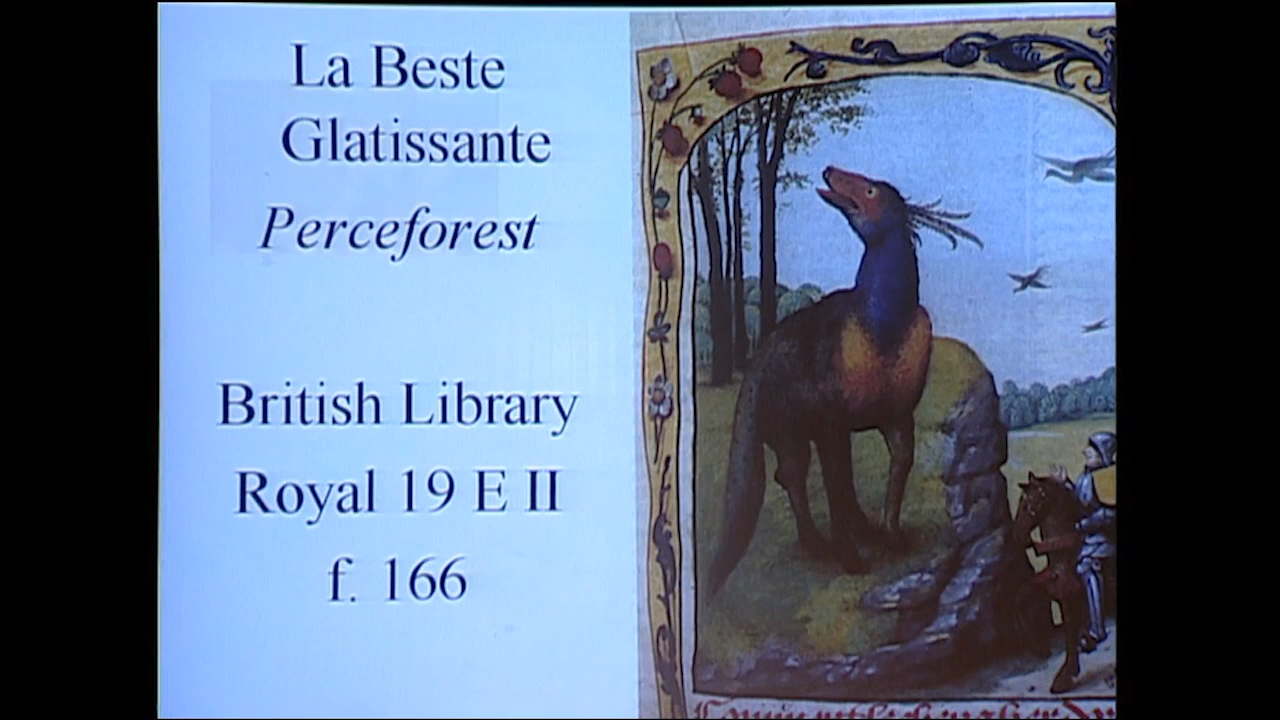 La Beste
Glatissante
Perceforest
British Library
Royal 19 E II
f. 166